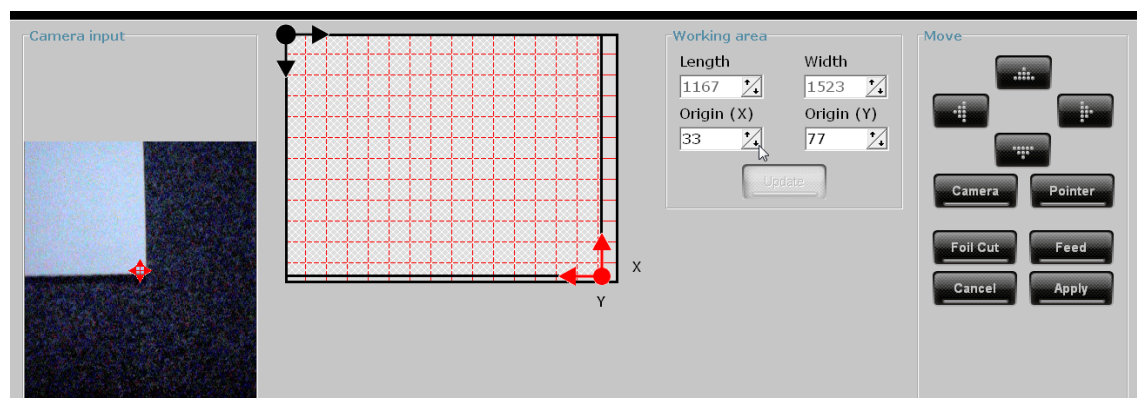 Camera input
X
Y
Working area
Length Width
1167 1523
Origin (X) Origin (Y)
33 77
Update
Move
Camera Pointer
Foil Cut Feed
Cancel Apply